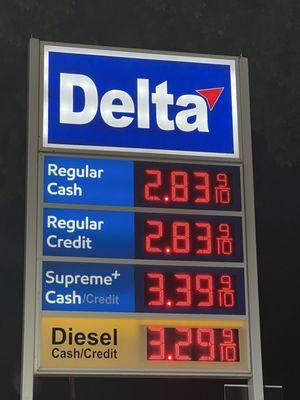 Delta
Regular
Cash
2.83 9/10
Regular
Credit
2.83 9/10
Supreme+
Cash/Credit
3.39 9/10
Diesel
Cash/Credit
3.29 9/10